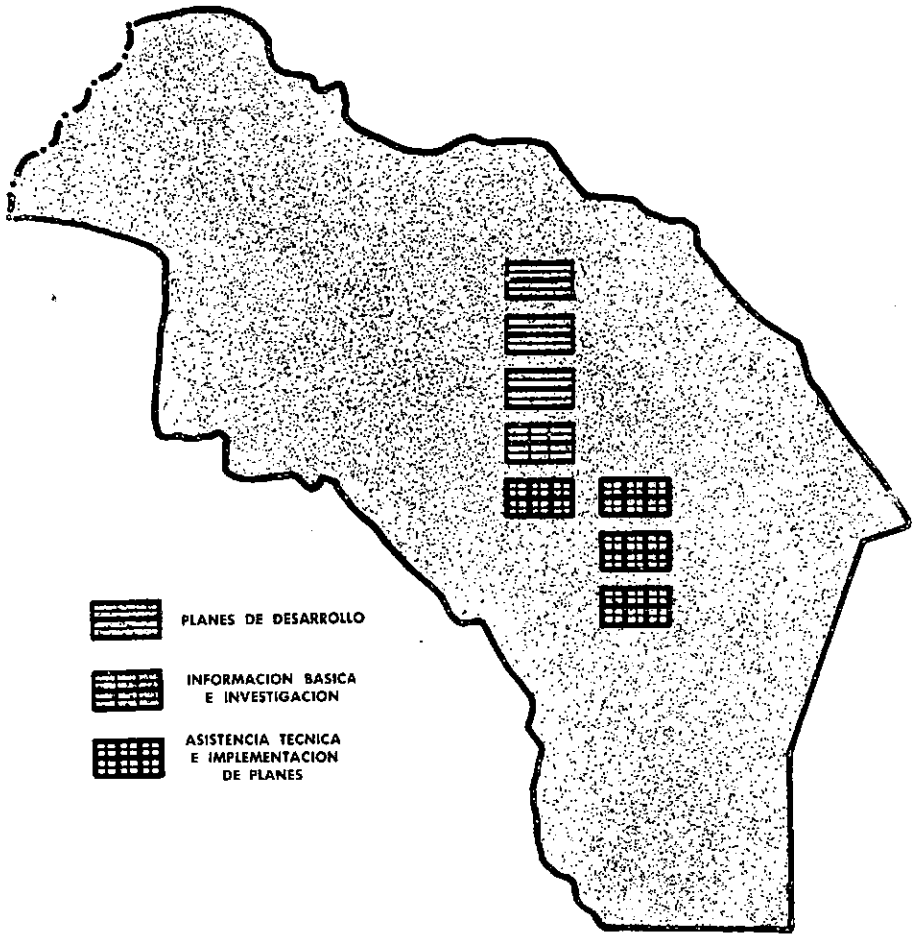 PLANES DE DESARROLLO
INFORMACION BASICA
E INVESTIGACION
ASISTENCIA TECNICA
E IMPLEMENTACION
DE PLANES